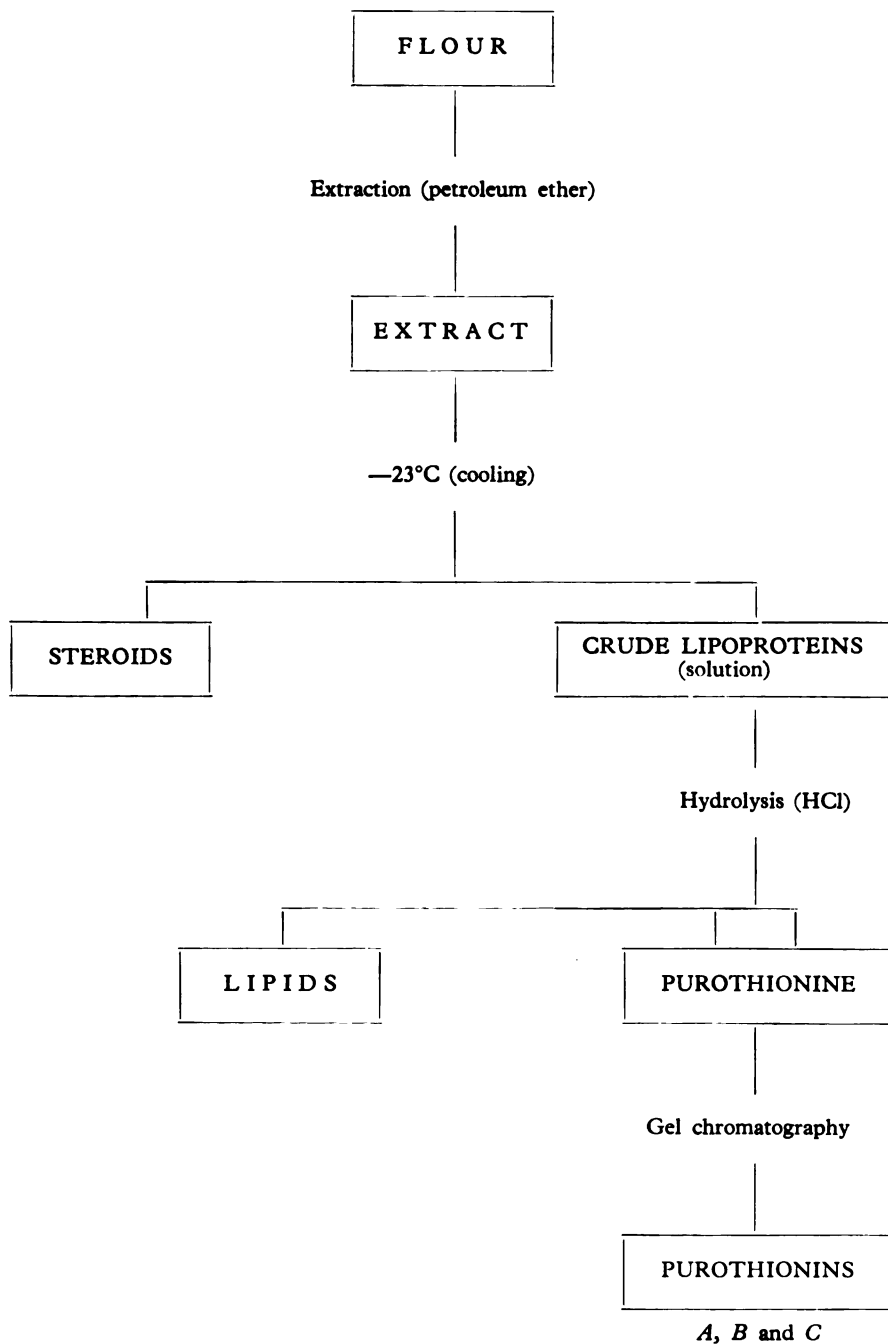 FLOUR
Extraction (petroleum ether)
EXTRACT
—23°C (cooling)
STEROIDS
CRUDE LIPOPROTEINS
(solution)
Hydrolysis (HCl)
LIPIDS
PUROTHIONINE
Gel chromatography
PUROTHIONINS
A, B and C